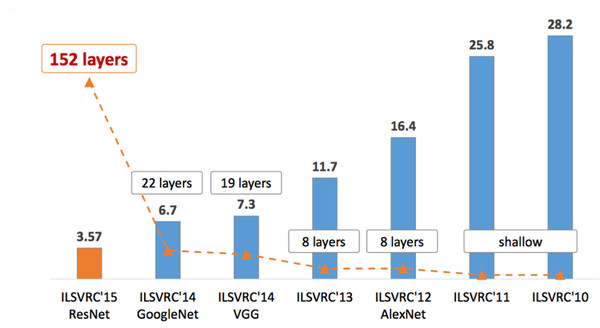 28.2
25.8
152 layers
16.4
11.7
22 layers
19 layers
6.7
7.3
3.57
8 layers
8 layers
shallow
ILSVRC'15
ResNet
ILSVRC'14
GoogleNet
ILSVRC'14
VGG
ILSVRC'13
ILSVRC'12
AlexNet
ILSVRC'11
ILSVRC'10